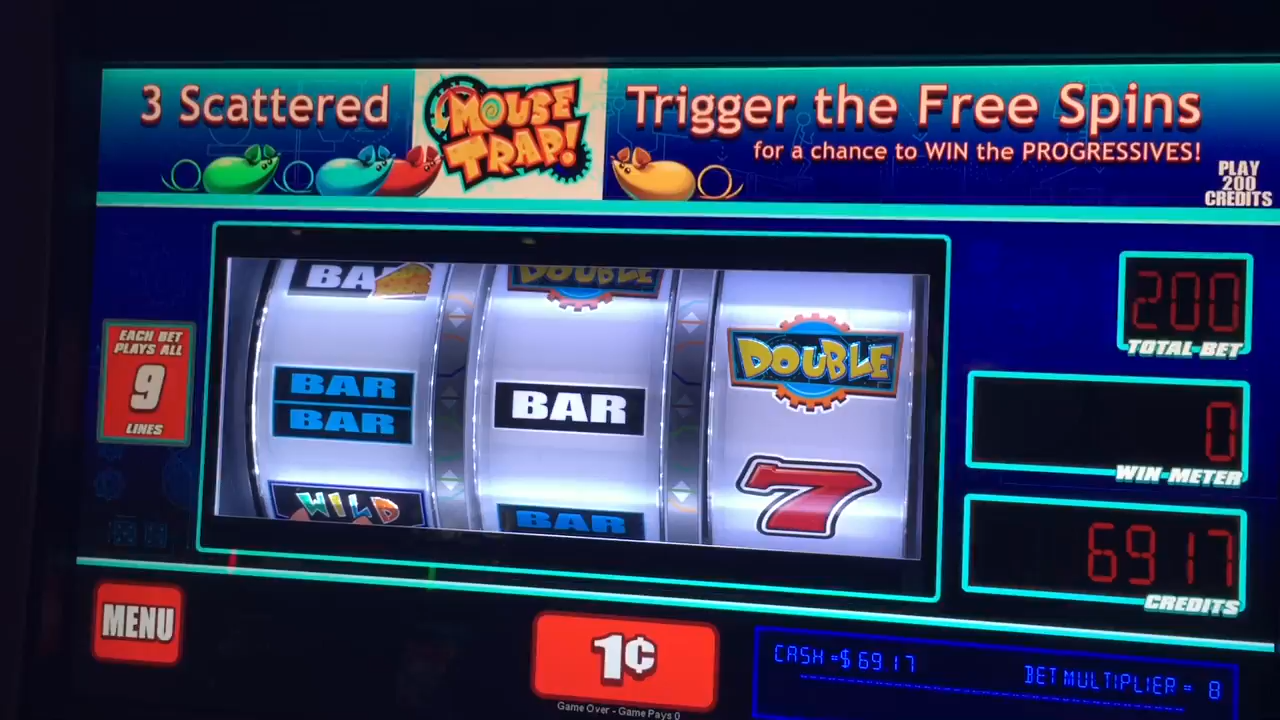 3 Scattered
MOUSE
TRAP!
Trigger the Free Spins
for a chance to WIN the PROGRESSIVES!
PLAY
200
CREDITS
EACH BET
PLAYS ALL
9
LINES
BA
DOUBLE
DOUBLE
BAR
BAR
BAR
7
WILD
BAR
200
TOTAL BET
0
WIN METER
6917
CREDITS
MENU
1¢
CASH =$ 69 17
BET MULTIPLIER = 8
Game Over - Game Pays 0